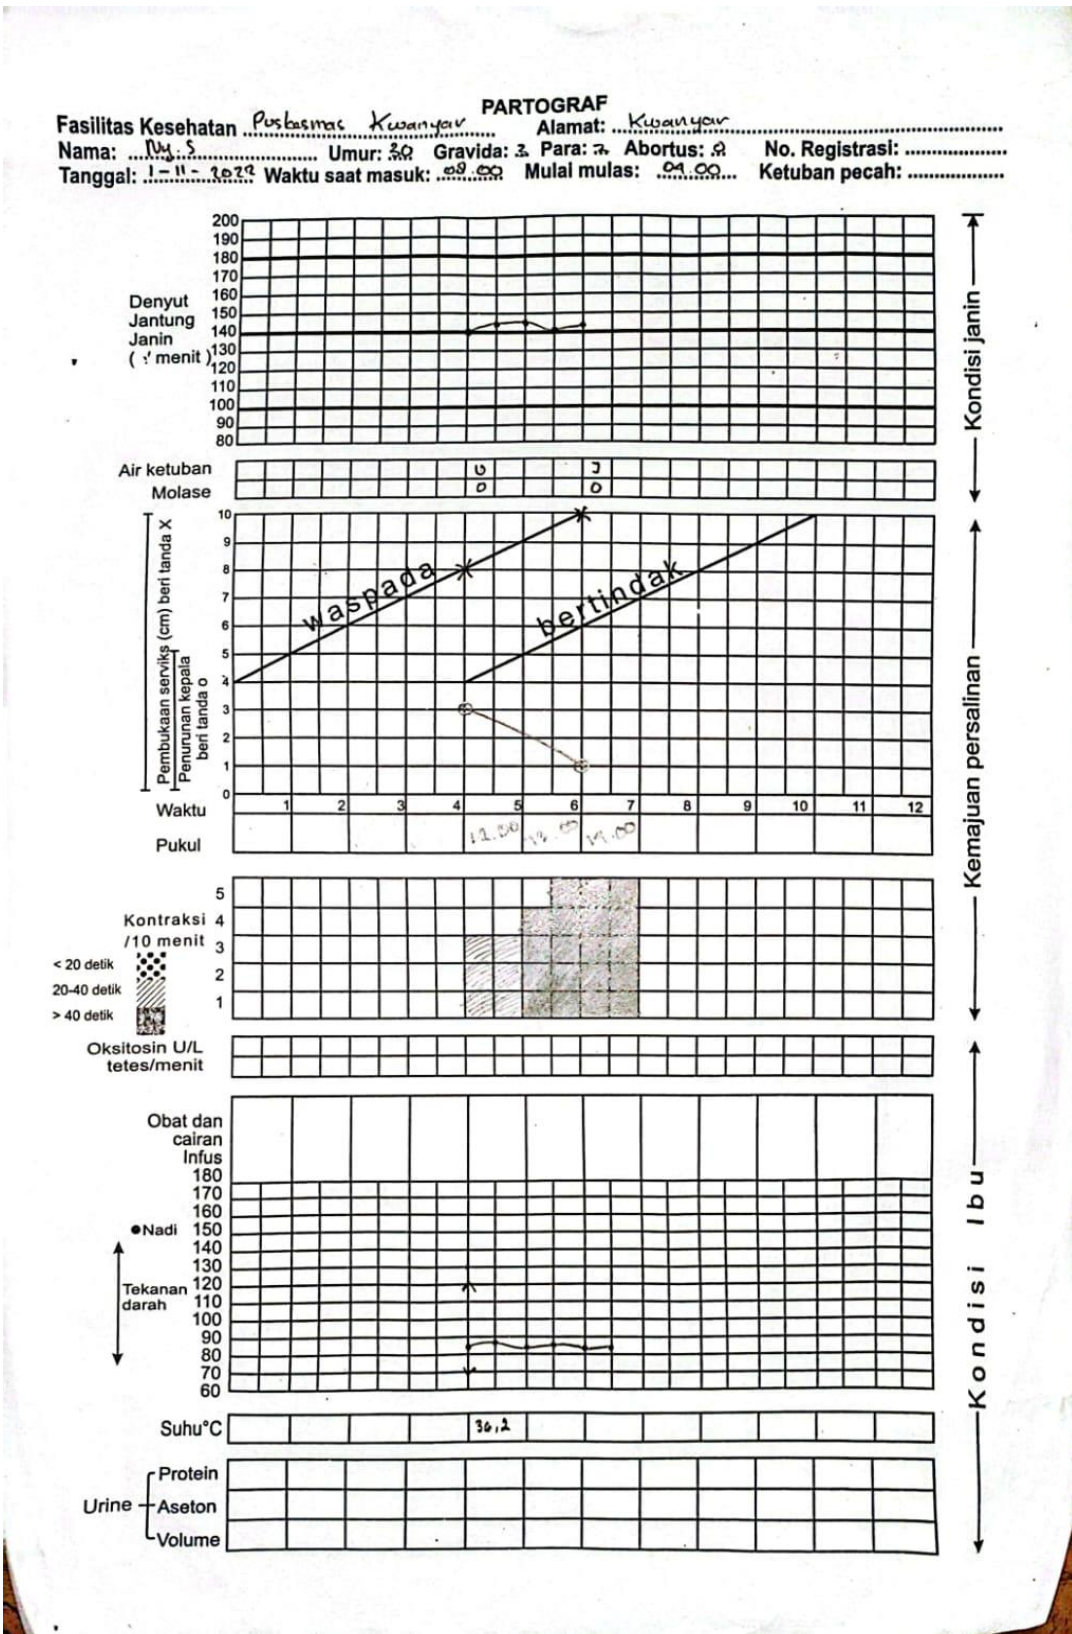 PARTOGRAF
Fasilitas Kesehatan Puskesmas Kwanyar Alamat: Kwanyar
Nama: Ny. S Umur: 30 Gravida: 3 Para: 2 Abortus: 0 No. Registrasi:
Tanggal: 1-11-2022 Waktu saat masuk: 08.00 Mulai mulas: 04.00 Ketuban pecah:
200
190
180
170
160
150
140
130
120
110
100
90
80
Denyut
Jantung
Janin
( :/ menit )
Kondisi janin
Air ketuban U J
Molase 0 0
10
9
8
7
6
5
4
3
2
1
0
Pembukaan serviks (cm) beri tanda X
Penurunan kepala
beri tanda o
waspada
bertindak
Kemajuan persalinan
Waktu 1 2 3 4 5 6 7 8 9 10 11 12
Pukul 12.00 13.00 14.00
Kontraksi
/10 menit
5
4
3
2
1
< 20 detik
20-40 detik
> 40 detik
Oksitosin U/L
tetes/menit
Obat dan
cairan
Infus
180
170
160
150
140
130
120
110
100
90
80
70
60
Nadi
Tekanan
darah
Kondisi Ibu
Suhu°C 36,2
Urine
Protein
Aseton
Volume